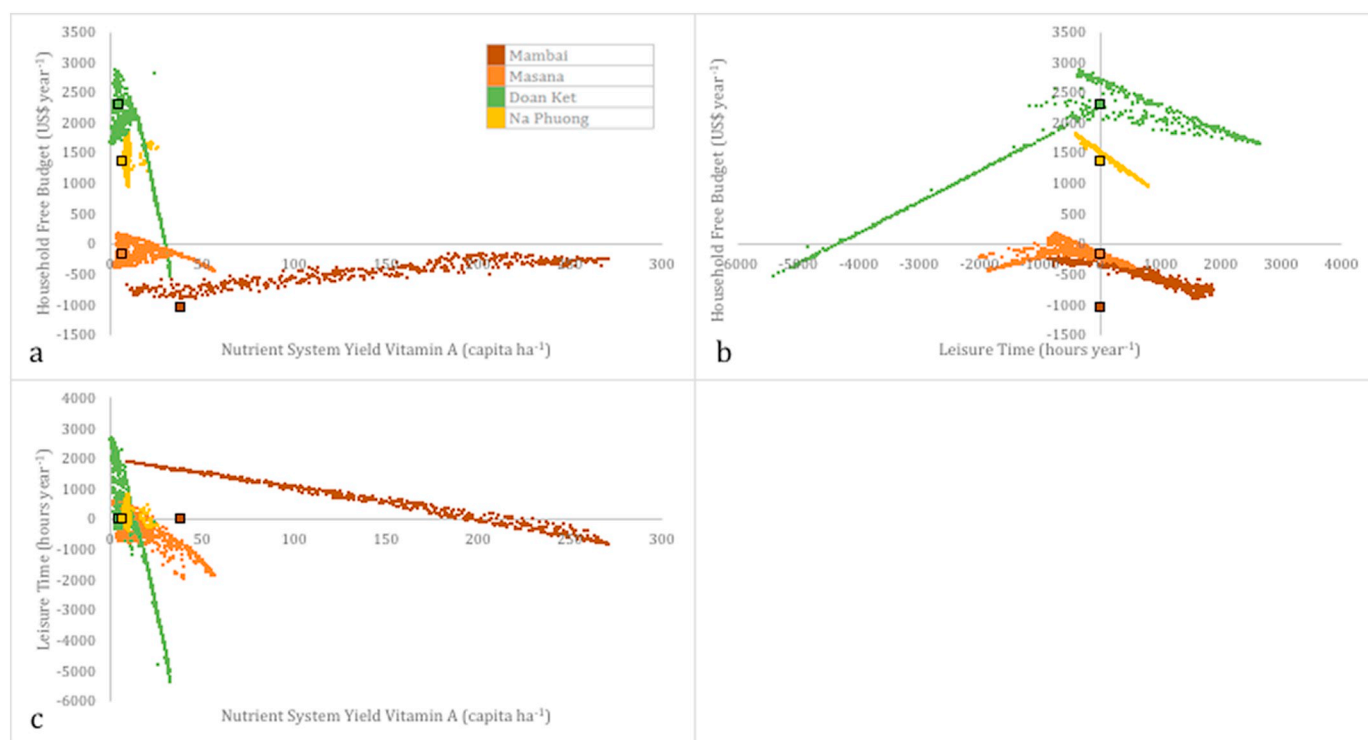 3500
3000
2500
2000
1500
1000
500
0
-500
-1000
-1500
Household Free Budget (US$ year-1)
0 50 100 150 200 250 300
Nutrient System Yield Vitamin A (capita ha-1)
Mambai
Masana
Doan Ket
Na Phuong
a
3500
3000
2500
2000
1500
1000
500
0
-500
-1000
-1500
Household Free Budget (US$ year-1)
-6000 -4000 -2000 0 2000 4000
Leisure Time (hours year-1)
b
4000
3000
2000
1000
0
-1000
-2000
-3000
-4000
-5000
-6000
Leisure Time (hours year-1)
0 50 100 150 200 250 300
Nutrient System Yield Vitamin A (capita ha-1)
c